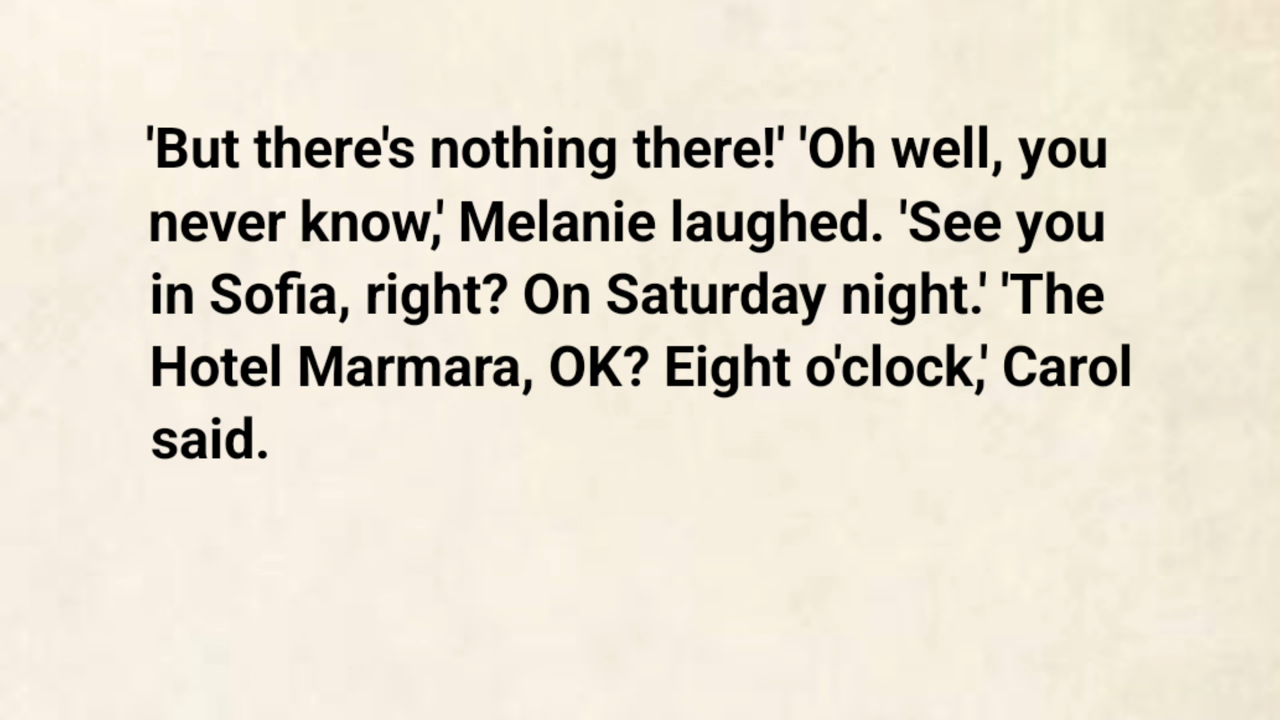 'But there's nothing there!' 'Oh well, you
never know,' Melanie laughed. 'See you
in Sofia, right? On Saturday night.' 'The
Hotel Marmara, OK? Eight o'clock,' Carol
said.